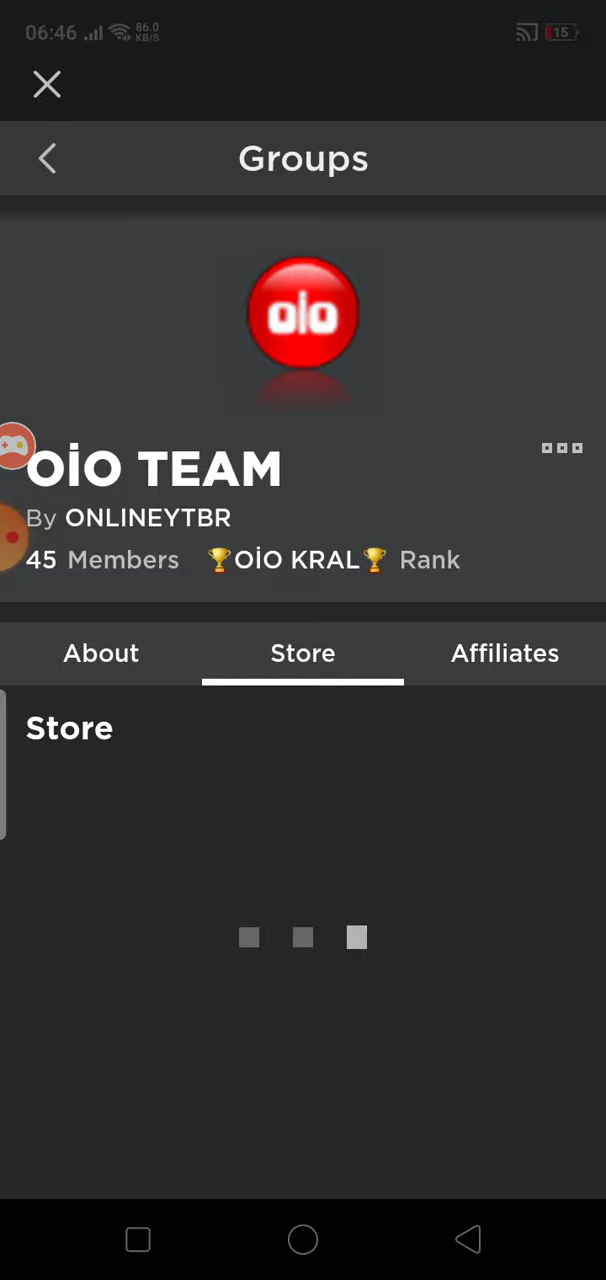 06:46 86.0 KB/S 15
Groups
oio
OİO TEAM
By ONLINEYTBR
45 Members 🏆OİO KRAL🏆 Rank
About Store Affiliates
Store